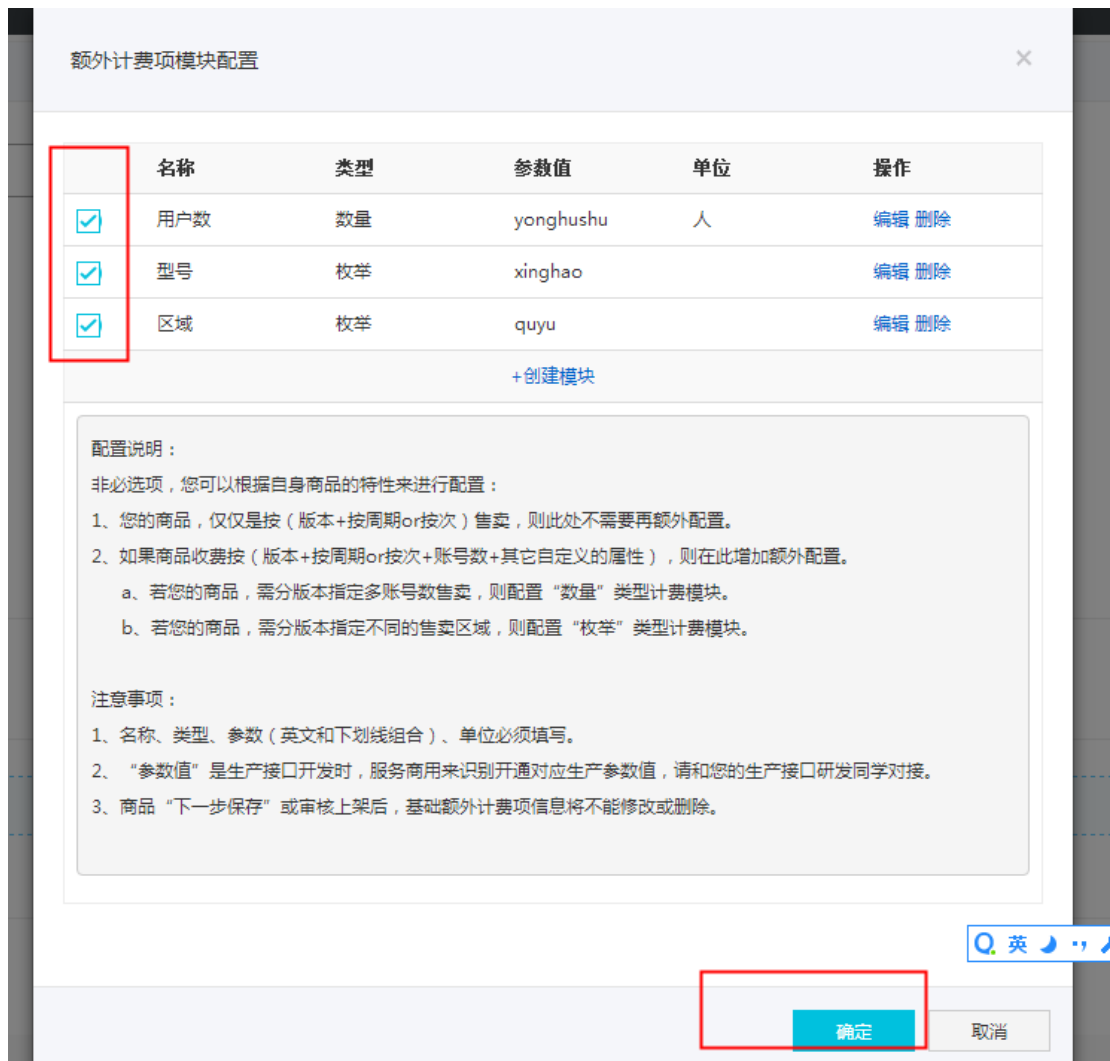 额外计费项模块配置 ×
名称 类型 参数值 单位 操作
用户数 数量 yonghushu 人 编辑 删除
型号 枚举 xinghao 编辑 删除
区域 枚举 quyu 编辑 删除
+创建模块
配置说明：
非必选项，您可以根据自身商品的特性来进行配置：
1、您的商品，仅仅是按（版本+按周期or按次）售卖，则此处不需要再额外配置。
2、如果商品收费按（版本+按周期or按次+账号数+其它自定义的属性），则在此增加额外配置。
a、若您的商品，需分版本指定多账号数售卖，则配置“数量”类型计费模块。
b、若您的商品，需分版本指定不同的售卖区域，则配置“枚举”类型计费模块。
注意事项：
1、名称、类型、参数（英文和下划线组合）、单位必须填写。
2、“参数值”是生产接口开发时，服务商用来识别开通对应生产参数值，请和您的生产接口研发同学对接。
3、商品“下一步保存”或审核上架后，基础额外计费项信息将不能修改或删除。
英
确定 取消